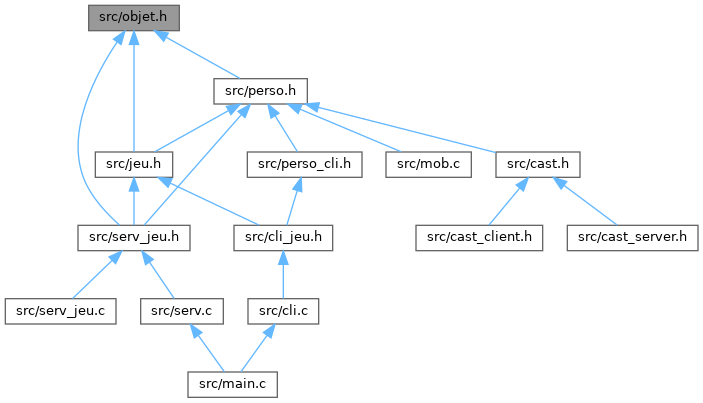 src/objet.h
src/perso.h
src/jeu.h
src/perso_cli.h
src/mob.c
src/cast.h
src/serv_jeu.h
src/cli_jeu.h
src/cast_client.h
src/cast_server.h
src/serv_jeu.c
src/serv.c
src/cli.c
src/main.c